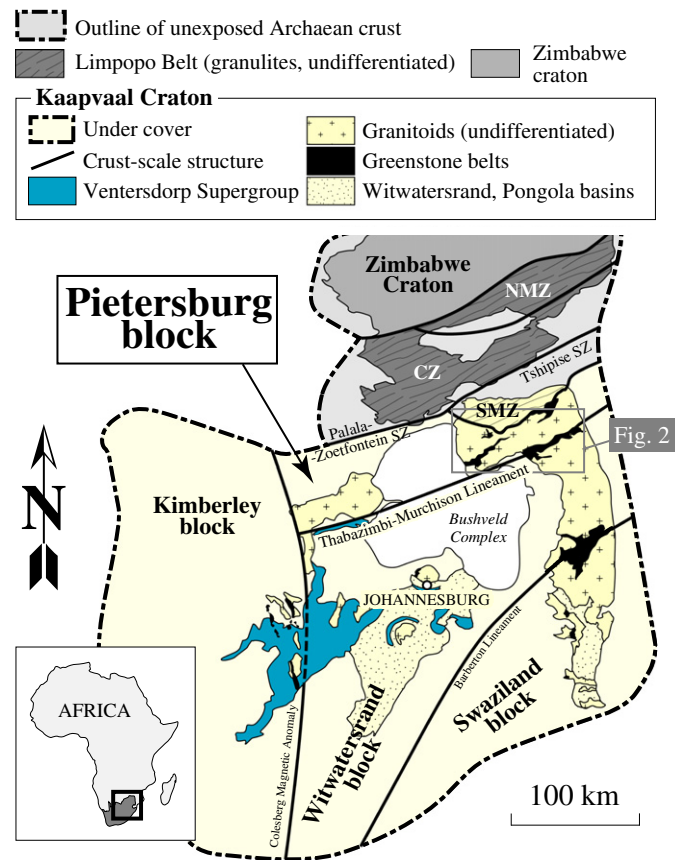 Outline of unexposed Archaean crust
Limpopo Belt (granulites, undifferentiated)
Zimbabwe
craton
Kaapvaal Craton
Under cover
Granitoids (undifferentiated)
Crust-scale structure
Greenstone belts
Ventersdorp Supergroup
Witwatersrand, Pongola basins
Zimbabwe
Craton
NMZ
Pietersburg
block
CZ
Tshipise SZ
SMZ
Palala-
-Zoetfontein SZ
Fig. 2
N
Kimberley
block
Thabazimbi-Murchison Lineament
Bushveld
Complex
JOHANNESBURG
Barberton Lineament
Swaziland
block
Witwatersrand
block
Colesberg Magnetic Anomaly
AFRICA
100 km